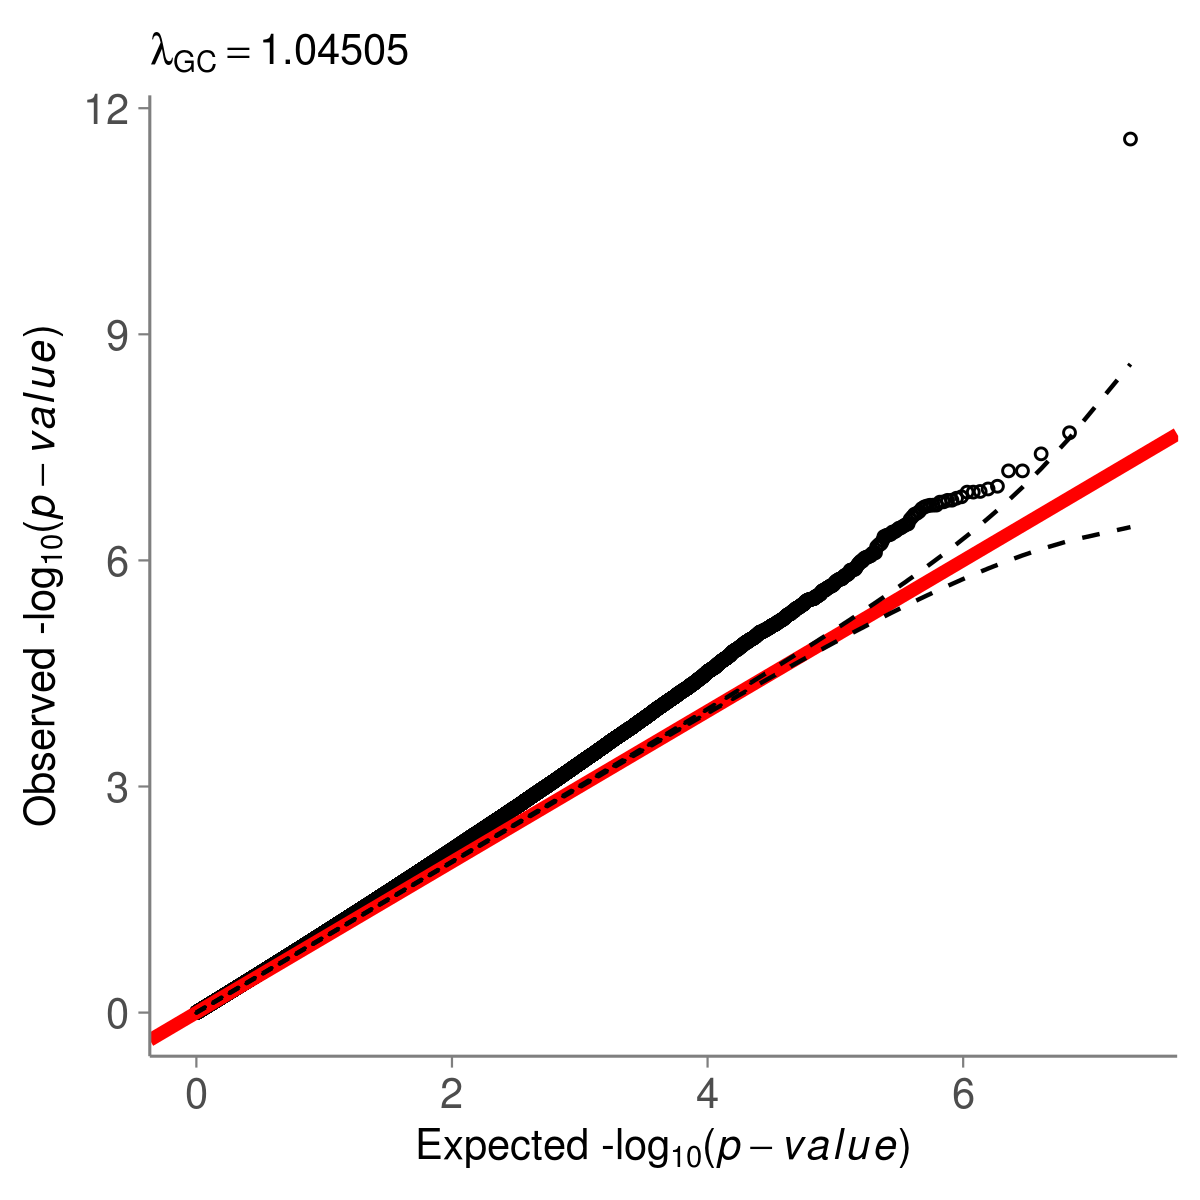 λGC = 1.04505
12
9
6
3
0
Observed -log10(p − value)
0 2 4 6
Expected -log10(p − value)